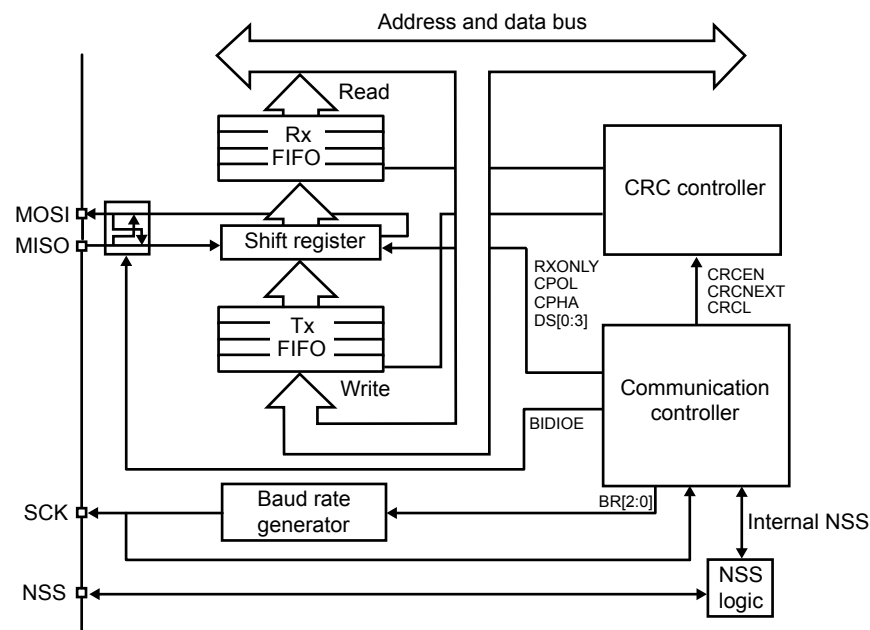 Address and data bus
Read
Rx
FIFO
CRC controller
MOSI
MISO
Shift register
RXONLY
CPOL
CPHA
DS[0:3]
CRCEN
CRCNEXT
CRCL
Tx
FIFO
Write
Communication
controller
BIDIOE
SCK
Baud rate
generator
BR[2:0]
Internal NSS
NSS
NSS
logic